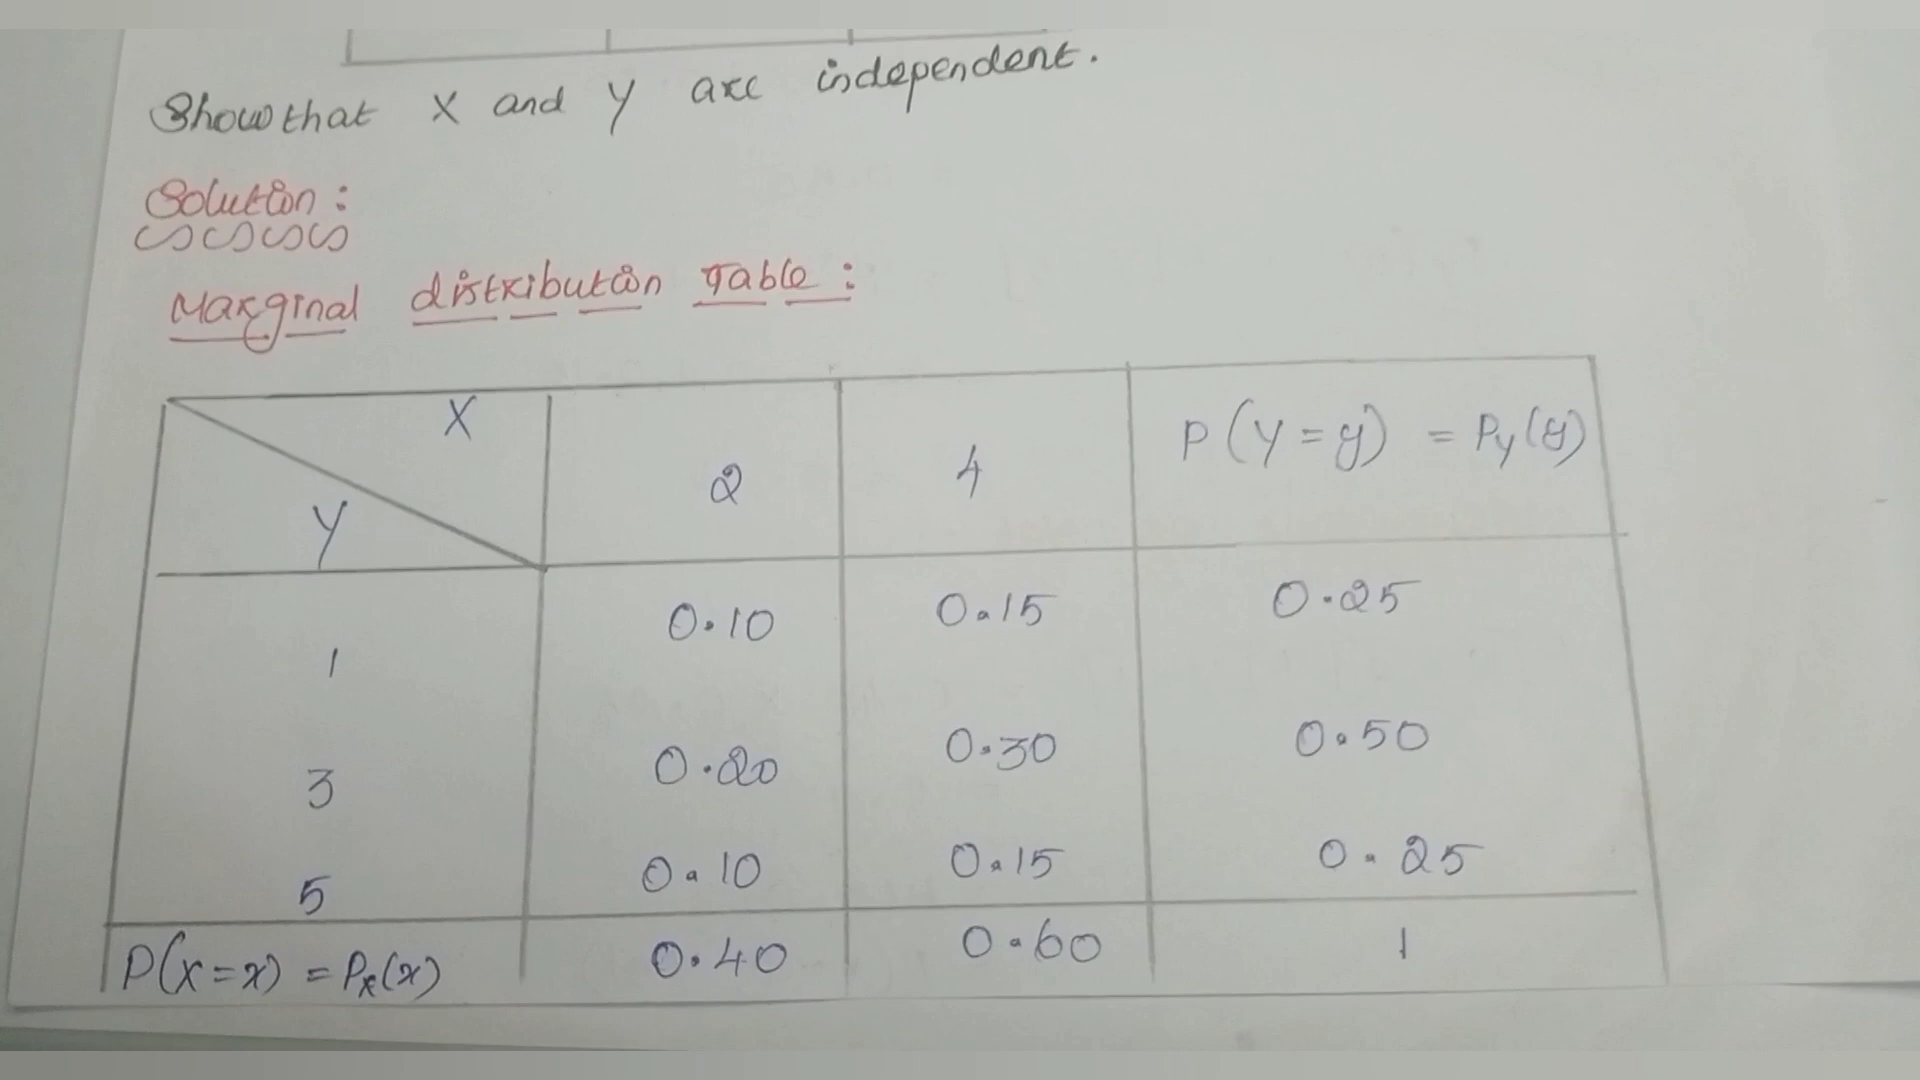 Show that X and Y are independent.
Solution:
Marginal distribution Table:
X
Y
2 4 P(Y=y) = Py(y)
1 0.10 0.15 0.25
3 0.20 0.30 0.50
5 0.10 0.15 0.25
P(X=x) = Px(x) 0.40 0.60 1